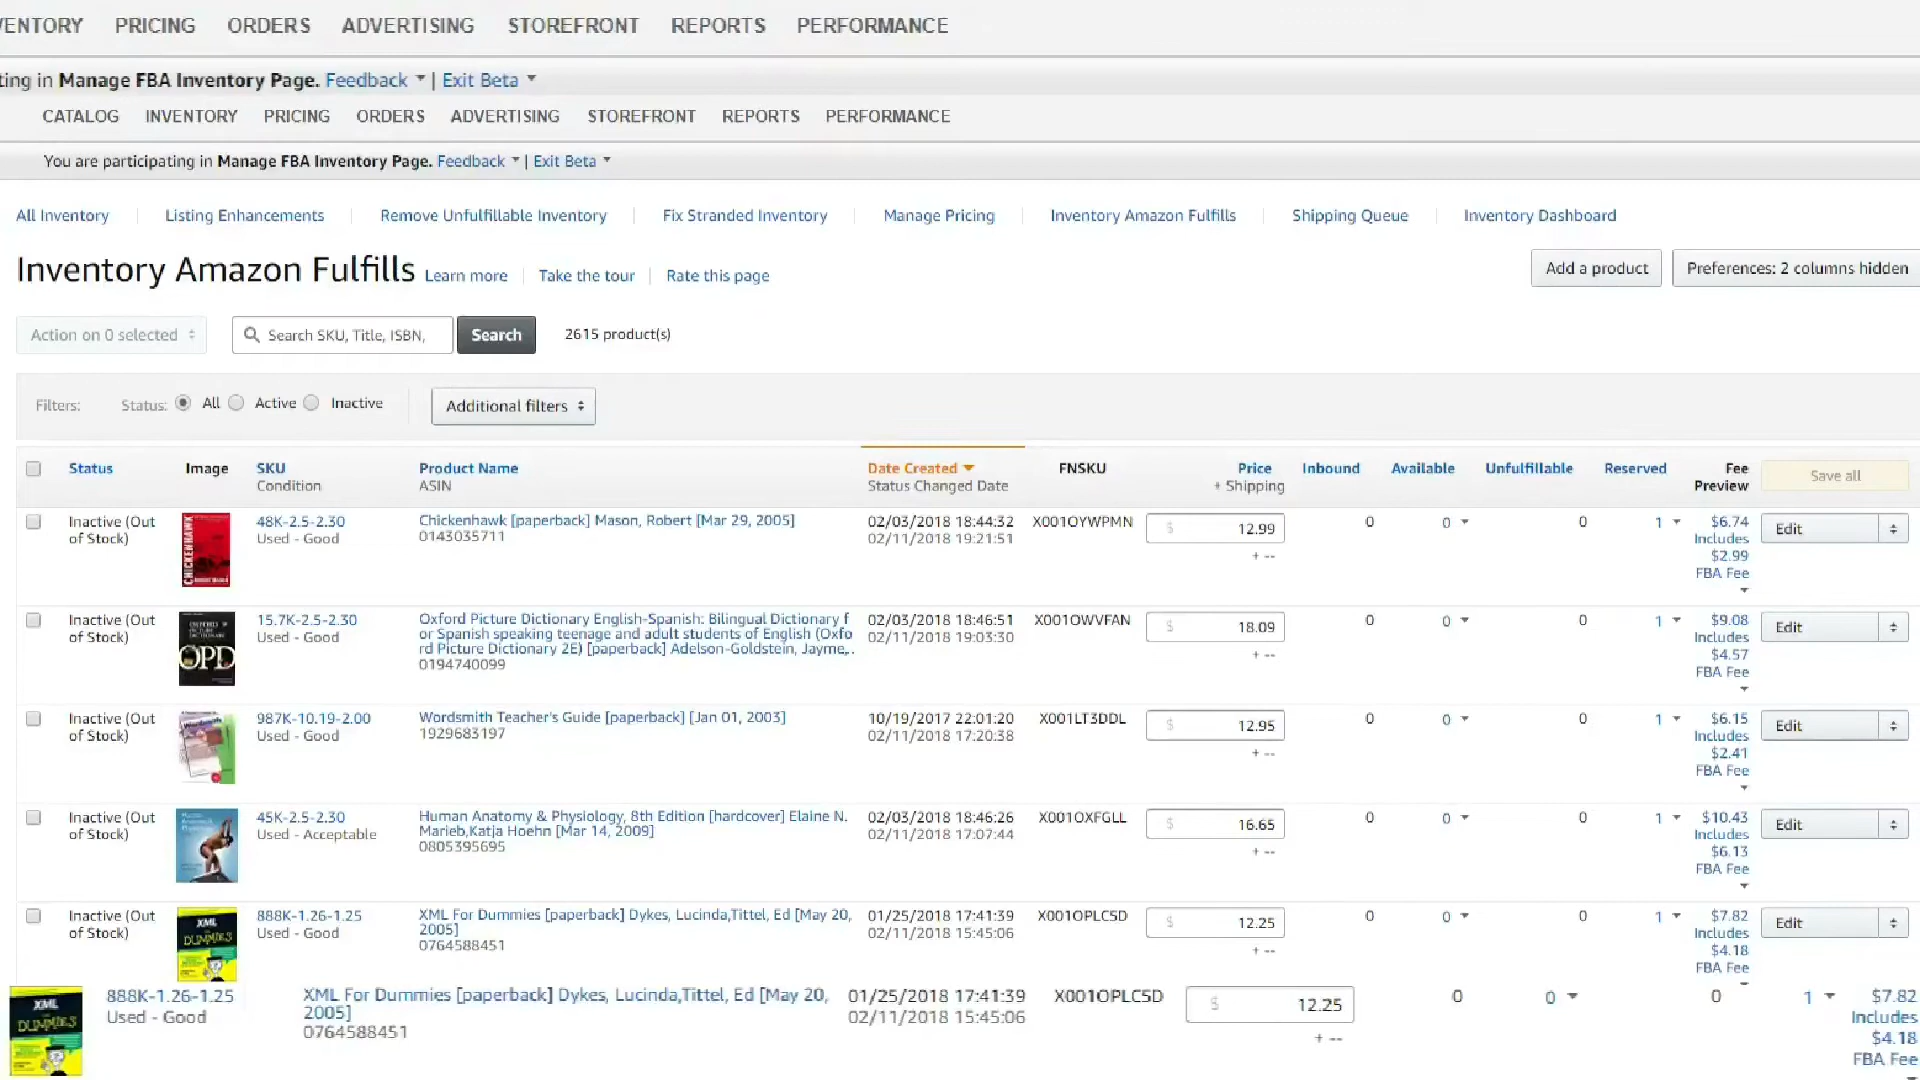 VENTORY PRICING ORDERS ADVERTISING STOREFRONT REPORTS PERFORMANCE
ting in Manage FBA Inventory Page. Feedback | Exit Beta
CATALOG INVENTORY PRICING ORDERS ADVERTISING STOREFRONT REPORTS PERFORMANCE
You are participating in Manage FBA Inventory Page. Feedback | Exit Beta
All Inventory Listing Enhancements Remove Unfulfillable Inventory Fix Stranded Inventory Manage Pricing Inventory Amazon Fulfills Shipping Queue Inventory Dashboard
Inventory Amazon Fulfills Learn more Take the tour Rate this page Add a product Preferences: 2 columns hidden
Action on 0 selected Search SKU, Title, ISBN, Search 2615 product(s)
Filters: Status: All Active Inactive Additional filters
Status Image SKU Product Name Date Created FNSKU Price Inbound Available Unfulfillable Reserved Fee Save all
Condition ASIN Status Changed Date + Shipping Preview
Inactive (Out 48K-2.5-2.30 Chickenhawk [paperback] Mason, Robert [Mar 29, 2005] 02/03/2018 18:44:32 X001OYWPMN $ 12.99 0 0 0 1 $6.74 Edit
of Stock) Used - Good 0143035711 02/11/2018 19:21:51 Includes
+ -- $2.99
FBA Fee
CHICKENHAWK
Inactive (Out 15.7K-2.5-2.30 Oxford Picture Dictionary English-Spanish: Bilingual Dictionary f 02/03/2018 18:46:51 X001OWVFAN $ 18.09 0 0 0 1 $9.08 Edit
of Stock) Used - Good or Spanish speaking teenage and adult students of English (Oxfo 02/11/2018 19:03:30 Includes
rd Picture Dictionary 2E) [paperback] Adelson-Goldstein, Jayme,.. + -- $4.57
0194740099 FBA Fee
OPD
Inactive (Out 987K-10.19-2.00 Wordsmith Teacher's Guide [paperback] [Jan 01, 2003] 10/19/2017 22:01:20 X001LT3DDL $ 12.95 0 0 0 1 $6.15 Edit
of Stock) Used - Good 1929683197 02/11/2018 17:20:38 Includes
+ -- $2.41
FBA Fee
Inactive (Out 45K-2.5-2.30 Human Anatomy & Physiology, 8th Edition [hardcover] Elaine N. 02/03/2018 18:46:26 X001OXFGLL $ 16.65 0 0 0 1 $10.43 Edit
of Stock) Used - Acceptable Marieb,Katja Hoehn [Mar 14, 2009] 02/11/2018 17:07:44 Includes
0805395695 + -- $6.13
FBA Fee
Inactive (Out 888K-1.26-1.25 XML For Dummies [paperback] Dykes, Lucinda,Tittel, Ed [May 20, 01/25/2018 17:41:39 X001OPLC5D $ 12.25 0 0 0 1 $7.82 Edit
of Stock) Used - Good 2005] 02/11/2018 15:45:06 Includes
0764588451 + -- $4.18
FBA Fee
XML
DUMMIES
888K-1.26-1.25 XML For Dummies [paperback] Dykes, Lucinda,Tittel, Ed [May 20, 01/25/2018 17:41:39 X001OPLC5D $ 12.25 0 0 0 1 $7.82
Used - Good 2005] 02/11/2018 15:45:06 Includes
0764588451 + -- $4.18
FBA Fee
XML
DUMMIES